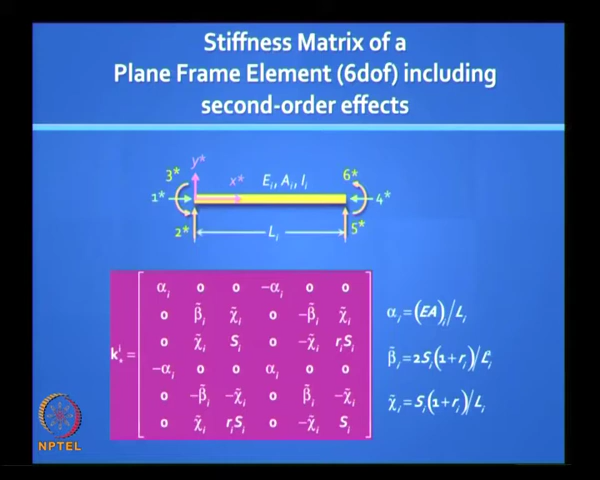 Stiffness Matrix of a
Plane Frame Element (6dof) including
second-order effects
y*
3* x* Eᵢ, Aᵢ, Iᵢ 6*
1* 4*
2* Lᵢ 5*
αᵢ 0 0 −αᵢ 0 0
0 β̃ᵢ χ̃ᵢ 0 −β̃ᵢ χ̃ᵢ
0 χ̃ᵢ Sᵢ 0 −χ̃ᵢ rᵢSᵢ
k*ⁱ =
−αᵢ 0 0 αᵢ 0 0
0 −β̃ᵢ −χ̃ᵢ 0 β̃ᵢ −χ̃ᵢ
0 χ̃ᵢ rᵢSᵢ 0 −χ̃ᵢ Sᵢ
αᵢ = (EA)ᵢ/Lᵢ
β̃ᵢ = 2Sᵢ(1+rᵢ)/Lᵢ²
χ̃ᵢ = Sᵢ(1+rᵢ)/Lᵢ
NPTEL